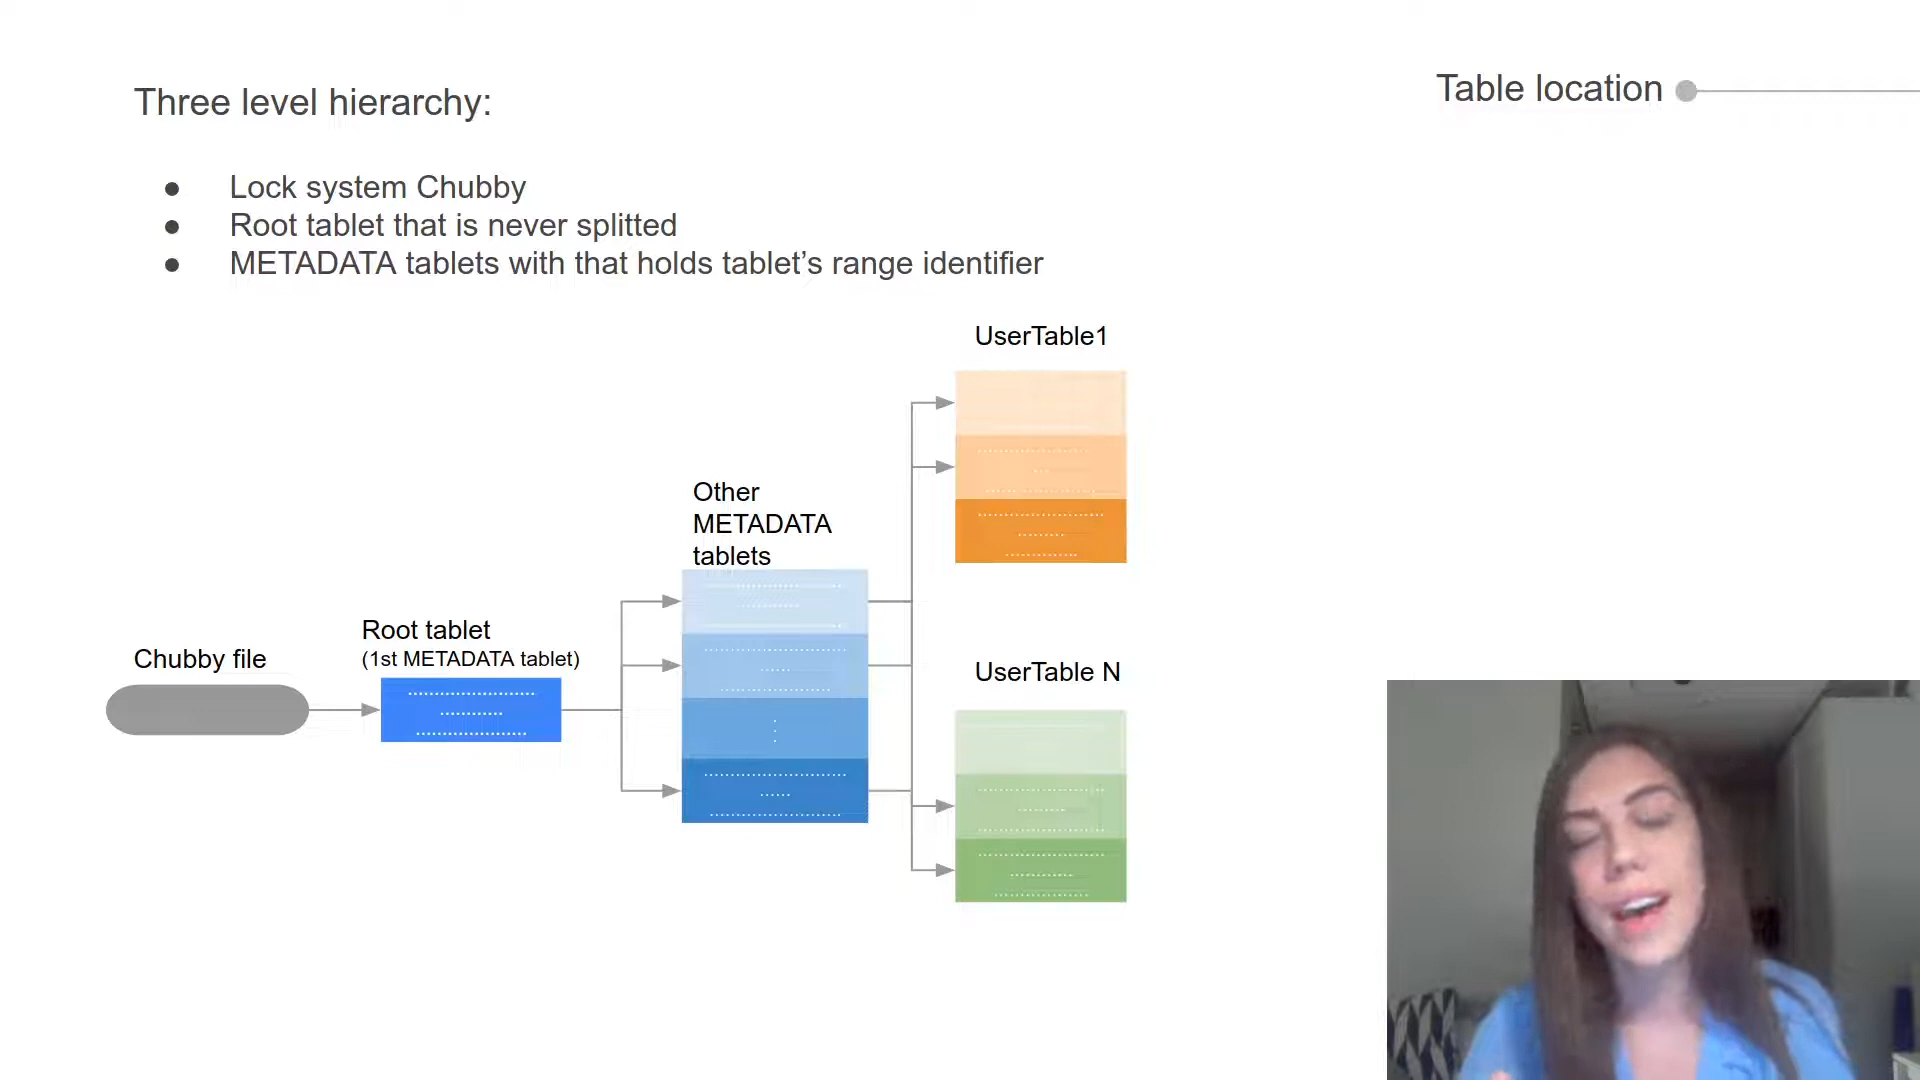 Three level hierarchy:
Table location
● Lock system Chubby
● Root tablet that is never splitted
● METADATA tablets with that holds tablet’s range identifier
UserTable1
Other
METADATA
tablets
Root tablet
(1st METADATA tablet)
Chubby file
UserTable N